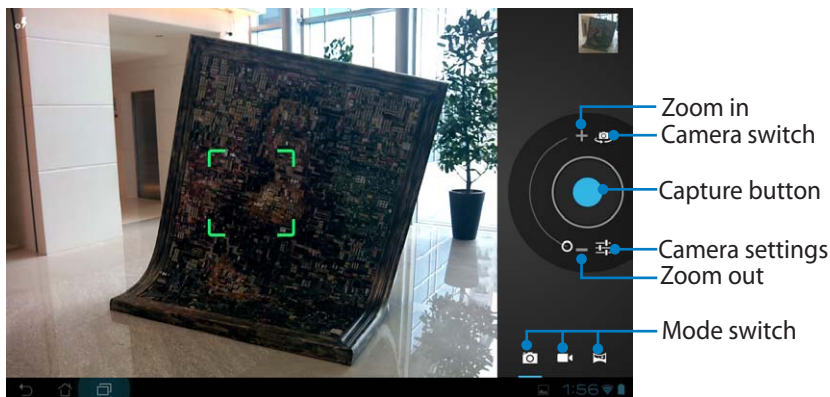 Zoom in
Camera switch
Capture button
Camera settings
Zoom out
Mode switch
1:56